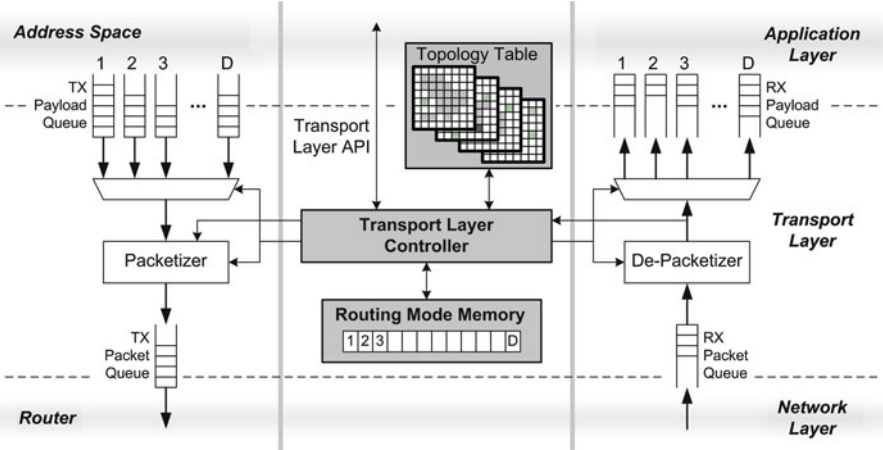 Address Space
1 2 3 D
TX
Payload
Queue
...
Packetizer
TX
Packet
Queue
Router
Transport
Layer API
Topology Table
Transport Layer
Controller
Routing Mode Memory
1 2 3 D
Application
Layer
1 2 3 D
RX
Payload
Queue
...
Transport
Layer
De-Packetizer
RX
Packet
Queue
Network
Layer